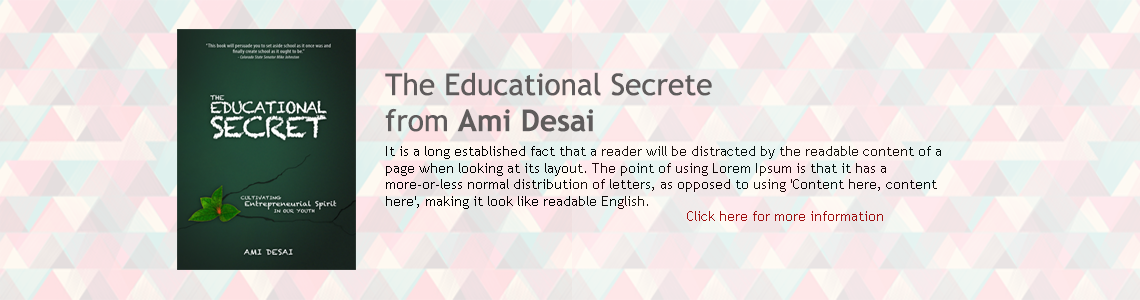 "This book will persuade you to set aside school as it once was and
finally create school as it ought to be."
- Colorado State Senator Mike Johnston
THE
EDUCATIONAL
SECRET
CULTIVATING
Entrepreneurial Spirit
IN OUR YOUTH
AMI DESAI
The Educational Secrete
from Ami Desai
It is a long established fact that a reader will be distracted by the readable content of a
page when looking at its layout. The point of using Lorem Ipsum is that it has a
more-or-less normal distribution of letters, as opposed to using 'Content here, content
here', making it look like readable English.
Click here for more information